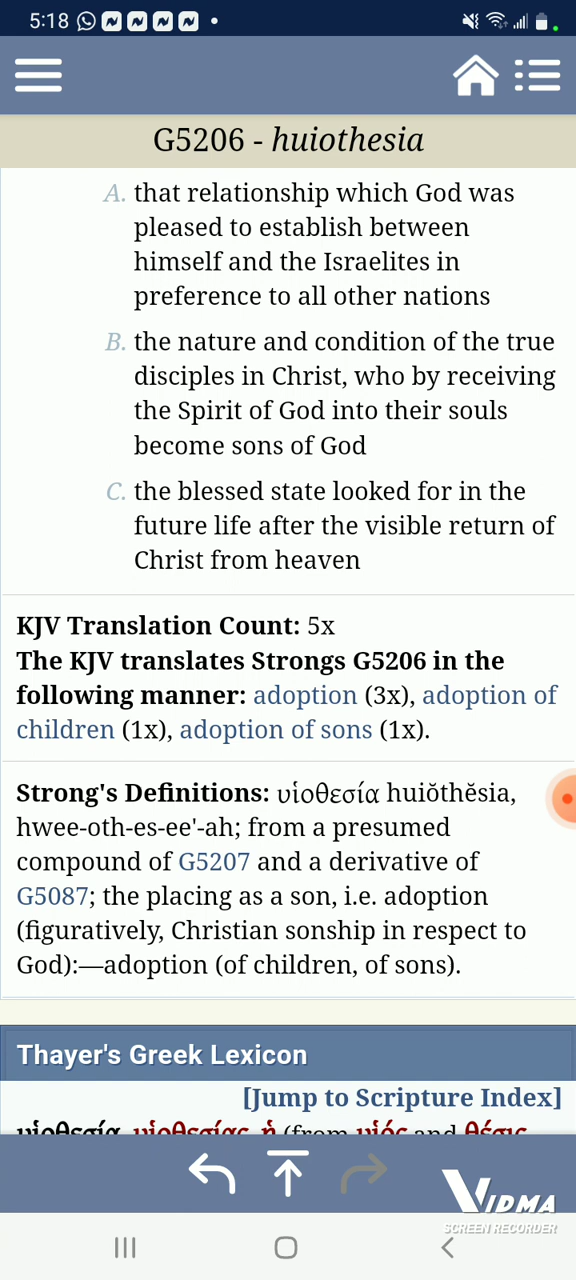 5:18
G5206 - huiothesia
A. that relationship which God was
pleased to establish between
himself and the Israelites in
preference to all other nations
B. the nature and condition of the true
disciples in Christ, who by receiving
the Spirit of God into their souls
become sons of God
C. the blessed state looked for in the
future life after the visible return of
Christ from heaven
KJV Translation Count: 5x
The KJV translates Strongs G5206 in the
following manner: adoption (3x), adoption of
children (1x), adoption of sons (1x).
Strong's Definitions: υἱοθεσία huiŏthĕsia,
hwee-oth-es-ee'-ah; from a presumed
compound of G5207 and a derivative of
G5087; the placing as a son, i.e. adoption
(figuratively, Christian sonship in respect to
God):—adoption (of children, of sons).
Thayer's Greek Lexicon
[Jump to Scripture Index]
υἱοθεσία, υἱοθεσίας, ἡ (from υἱός and θέσις,
VIDMA
SCREEN RECORDER